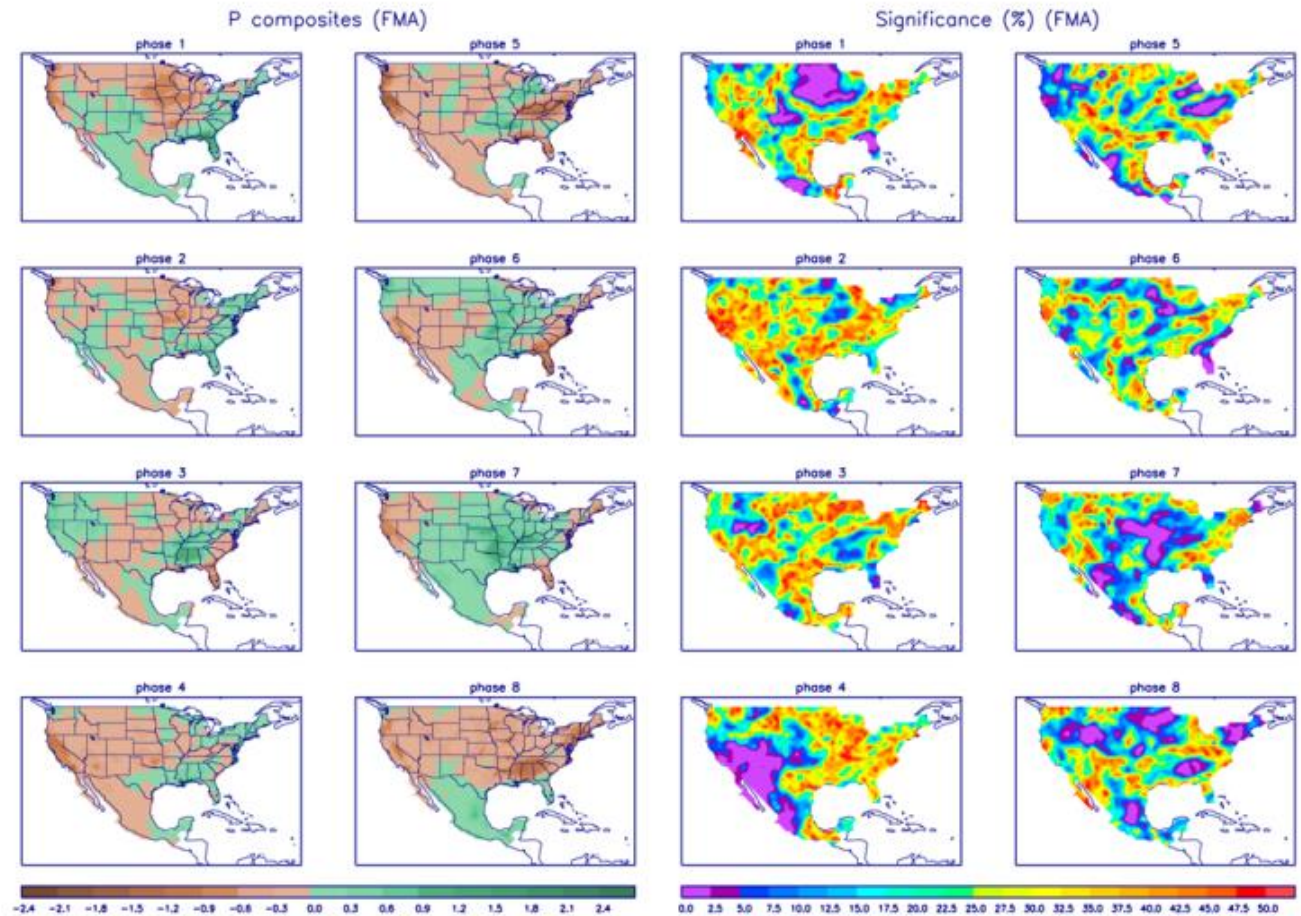 P composites (FMA)
Significance (%) (FMA)
phase 1
phase 5
phase 1
phase 5
phase 2
phase 6
phase 2
phase 6
phase 3
phase 7
phase 3
phase 7
phase 4
phase 8
phase 4
phase 8
-2.4 -2.1 -1.8 -1.5 -1.2 -0.9 -0.6 -0.3 0.0 0.3 0.6 0.9 1.2 1.5 1.8 2.1 2.4
0.0 2.5 5.0 7.5 10.0 12.5 15.0 17.5 20.0 22.5 25.0 27.5 30.0 32.5 35.0 37.5 40.0 42.5 45.0 47.5 50.0